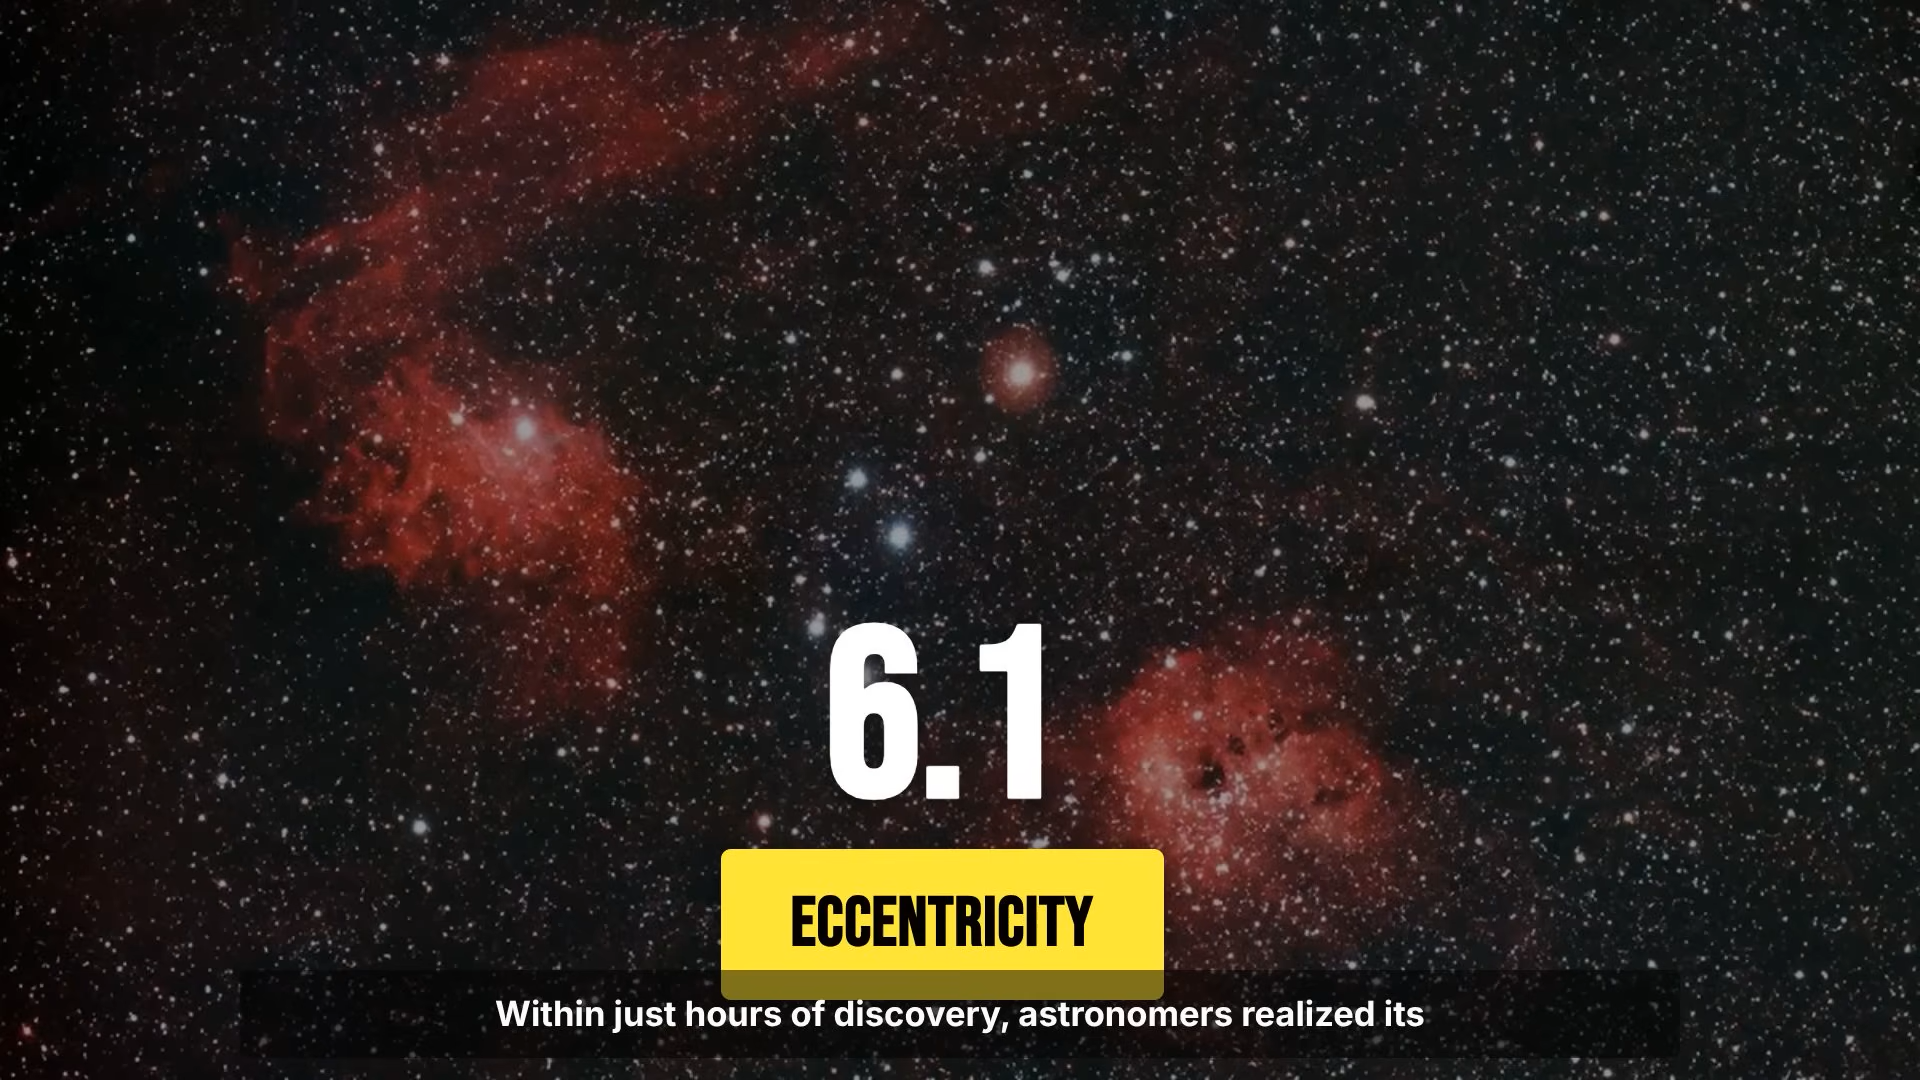 6.1
ECCENTRICITY
Within just hours of discovery, astronomers realized its